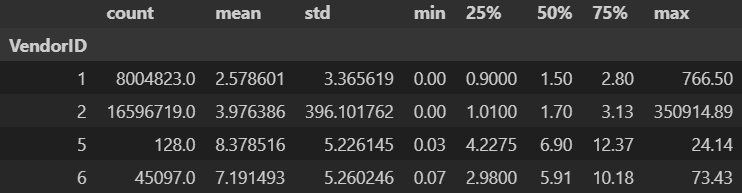 count mean std min 25% 50% 75% max
VendorID
1 8004823.0 2.578601 3.365619 0.00 0.9000 1.50 2.80 766.50
2 16596719.0 3.976386 396.101762 0.00 1.0100 1.70 3.13 350914.89
5 128.0 8.378516 5.226145 0.03 4.2275 6.90 12.37 24.14
6 45097.0 7.191493 5.260246 0.07 2.9800 5.91 10.18 73.43